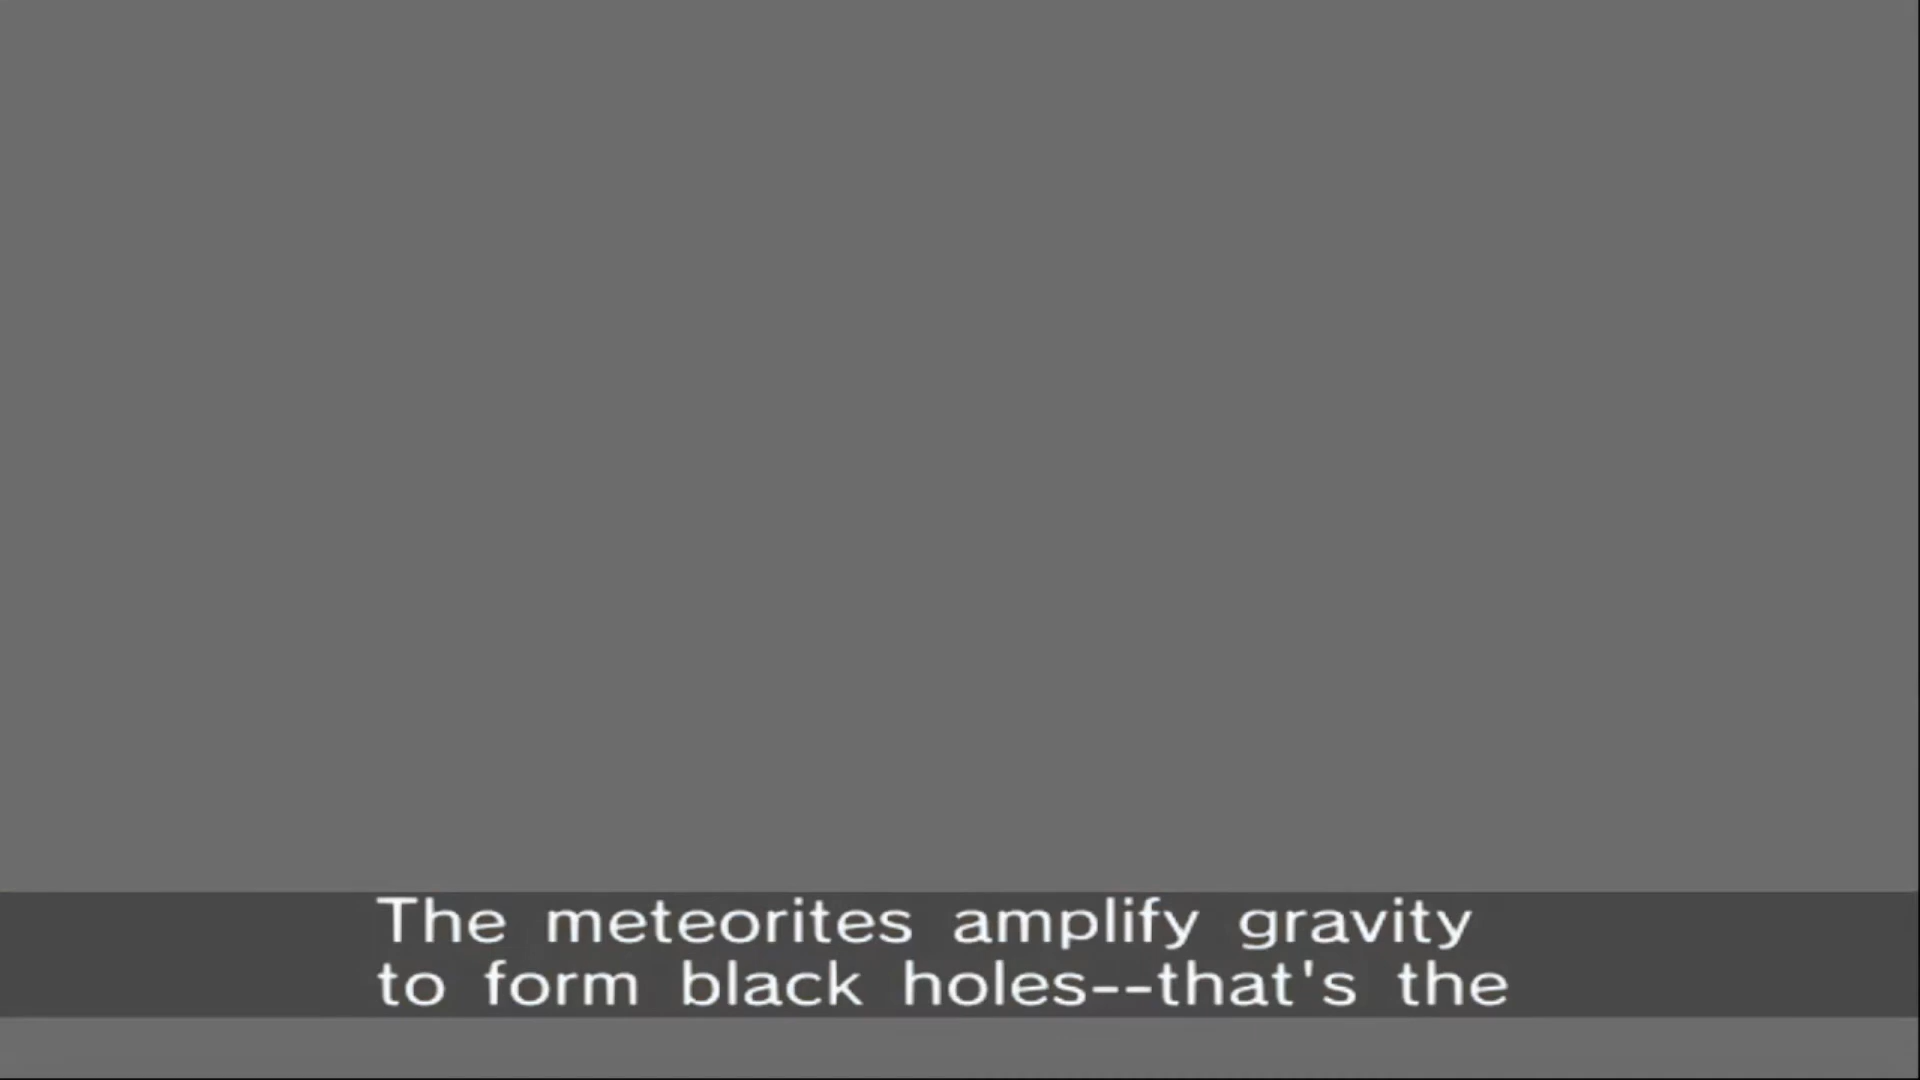 The meteorites amplify gravity
to form black holes--that's the